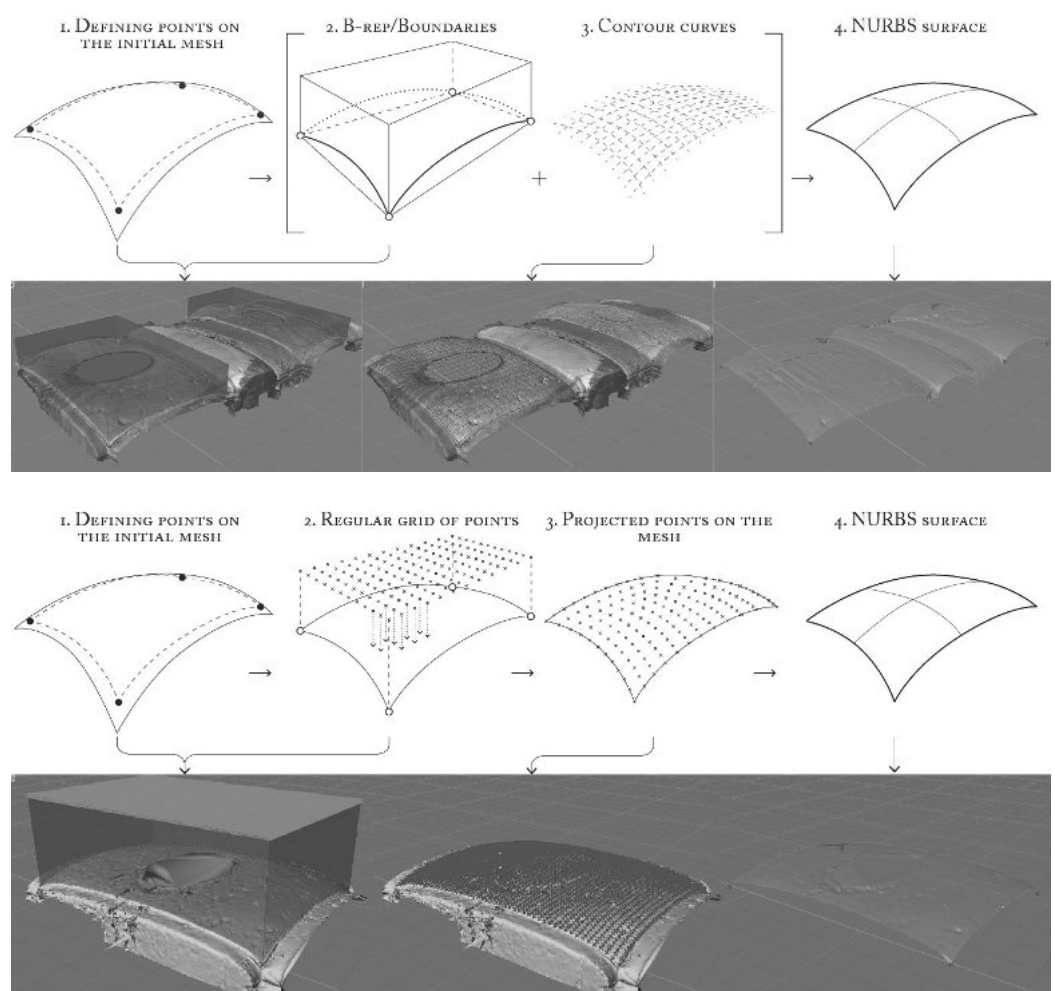 1. Defining points on
the initial mesh
2. B-rep/Boundaries
3. Contour curves
4. NURBS surface
1. Defining points on
the initial mesh
2. Regular grid of points
3. Projected points on the
mesh
4. NURBS surface